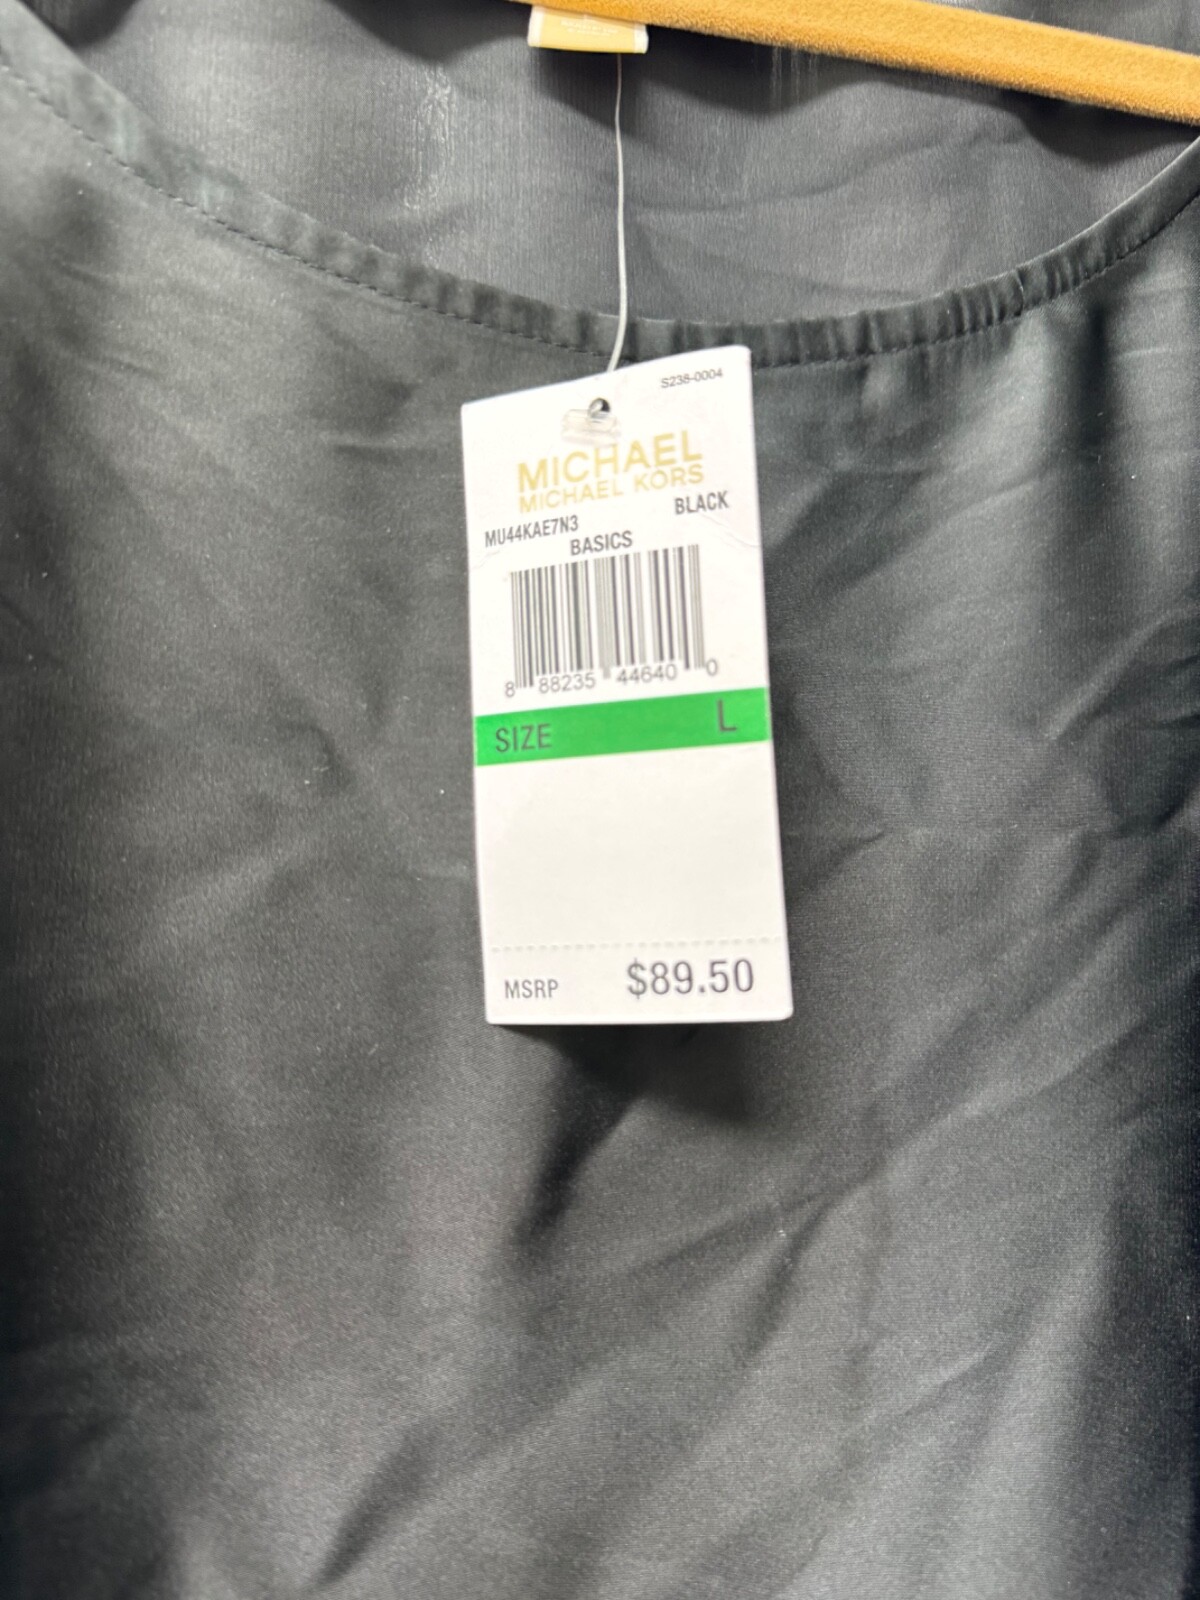 S238-0004
MICHAEL
MICHAEL KORS
MU44KAE7N3 BLACK
BASICS
8 88235 44640 0
SIZE L
MSRP $89.50